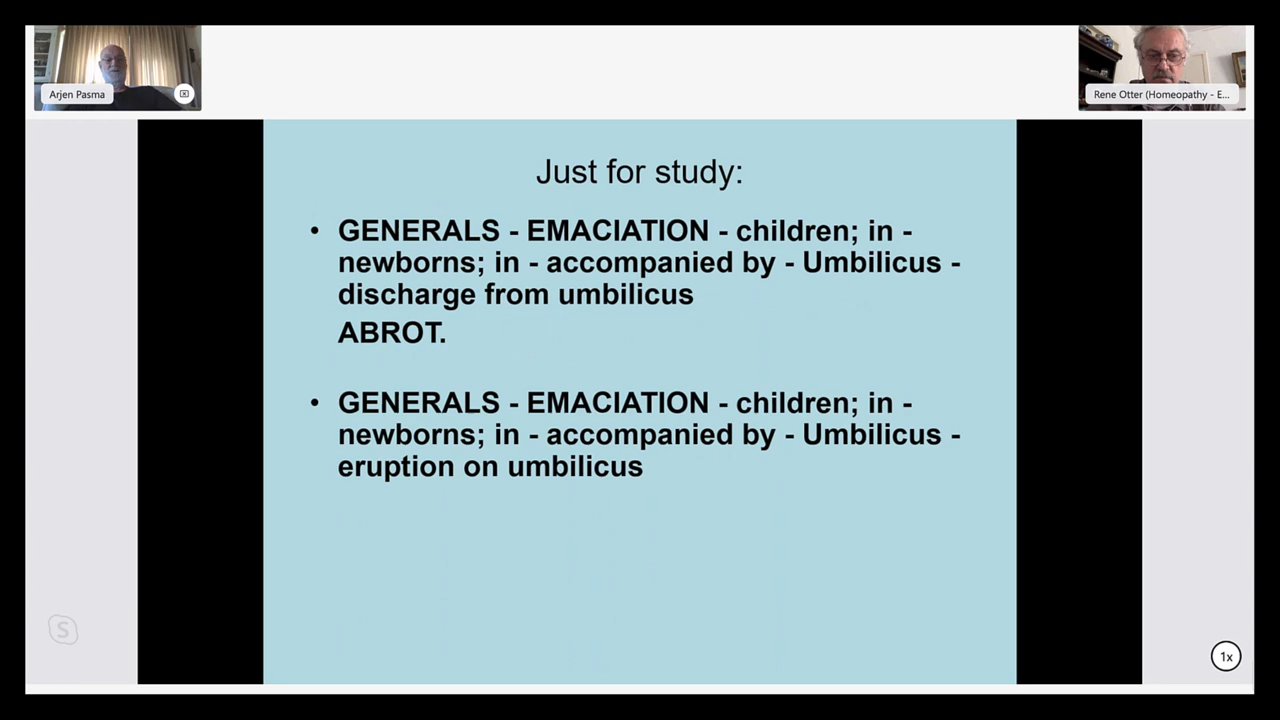 Arjen Pasma
Rene Otter (Homeopathy - E...
Just for study:
• GENERALS - EMACIATION - children; in -
newborns; in - accompanied by - Umbilicus -
discharge from umbilicus
ABROT.
• GENERALS - EMACIATION - children; in -
newborns; in - accompanied by - Umbilicus -
eruption on umbilicus
S
1x